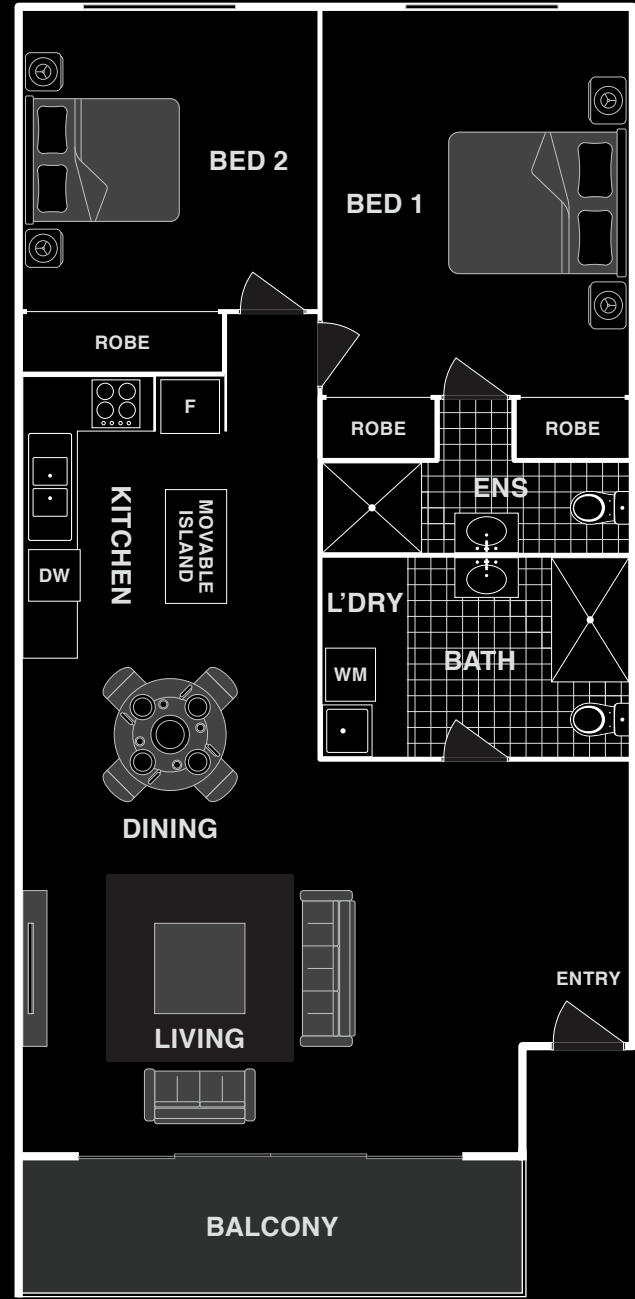 BED 2
BED 1
ROBE
F
ROBE
ROBE
KITCHEN
MOVABLE
ISLAND
ENS
DW
L'DRY
WM
BATH
DINING
ENTRY
LIVING
BALCONY